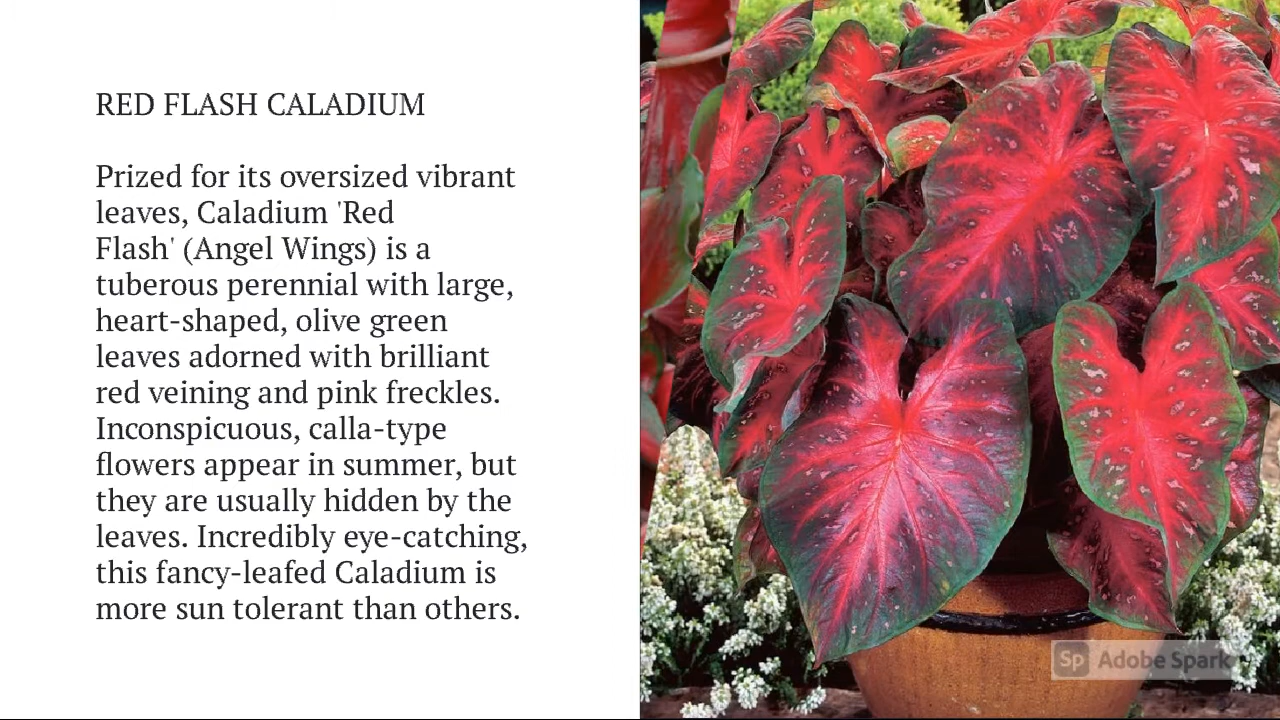 RED FLASH CALADIUM
Prized for its oversized vibrant
leaves, Caladium 'Red
Flash' (Angel Wings) is a
tuberous perennial with large,
heart-shaped, olive green
leaves adorned with brilliant
red veining and pink freckles.
Inconspicuous, calla-type
flowers appear in summer, but
they are usually hidden by the
leaves. Incredibly eye-catching,
this fancy-leafed Caladium is
more sun tolerant than others.
Sp Adobe Spark